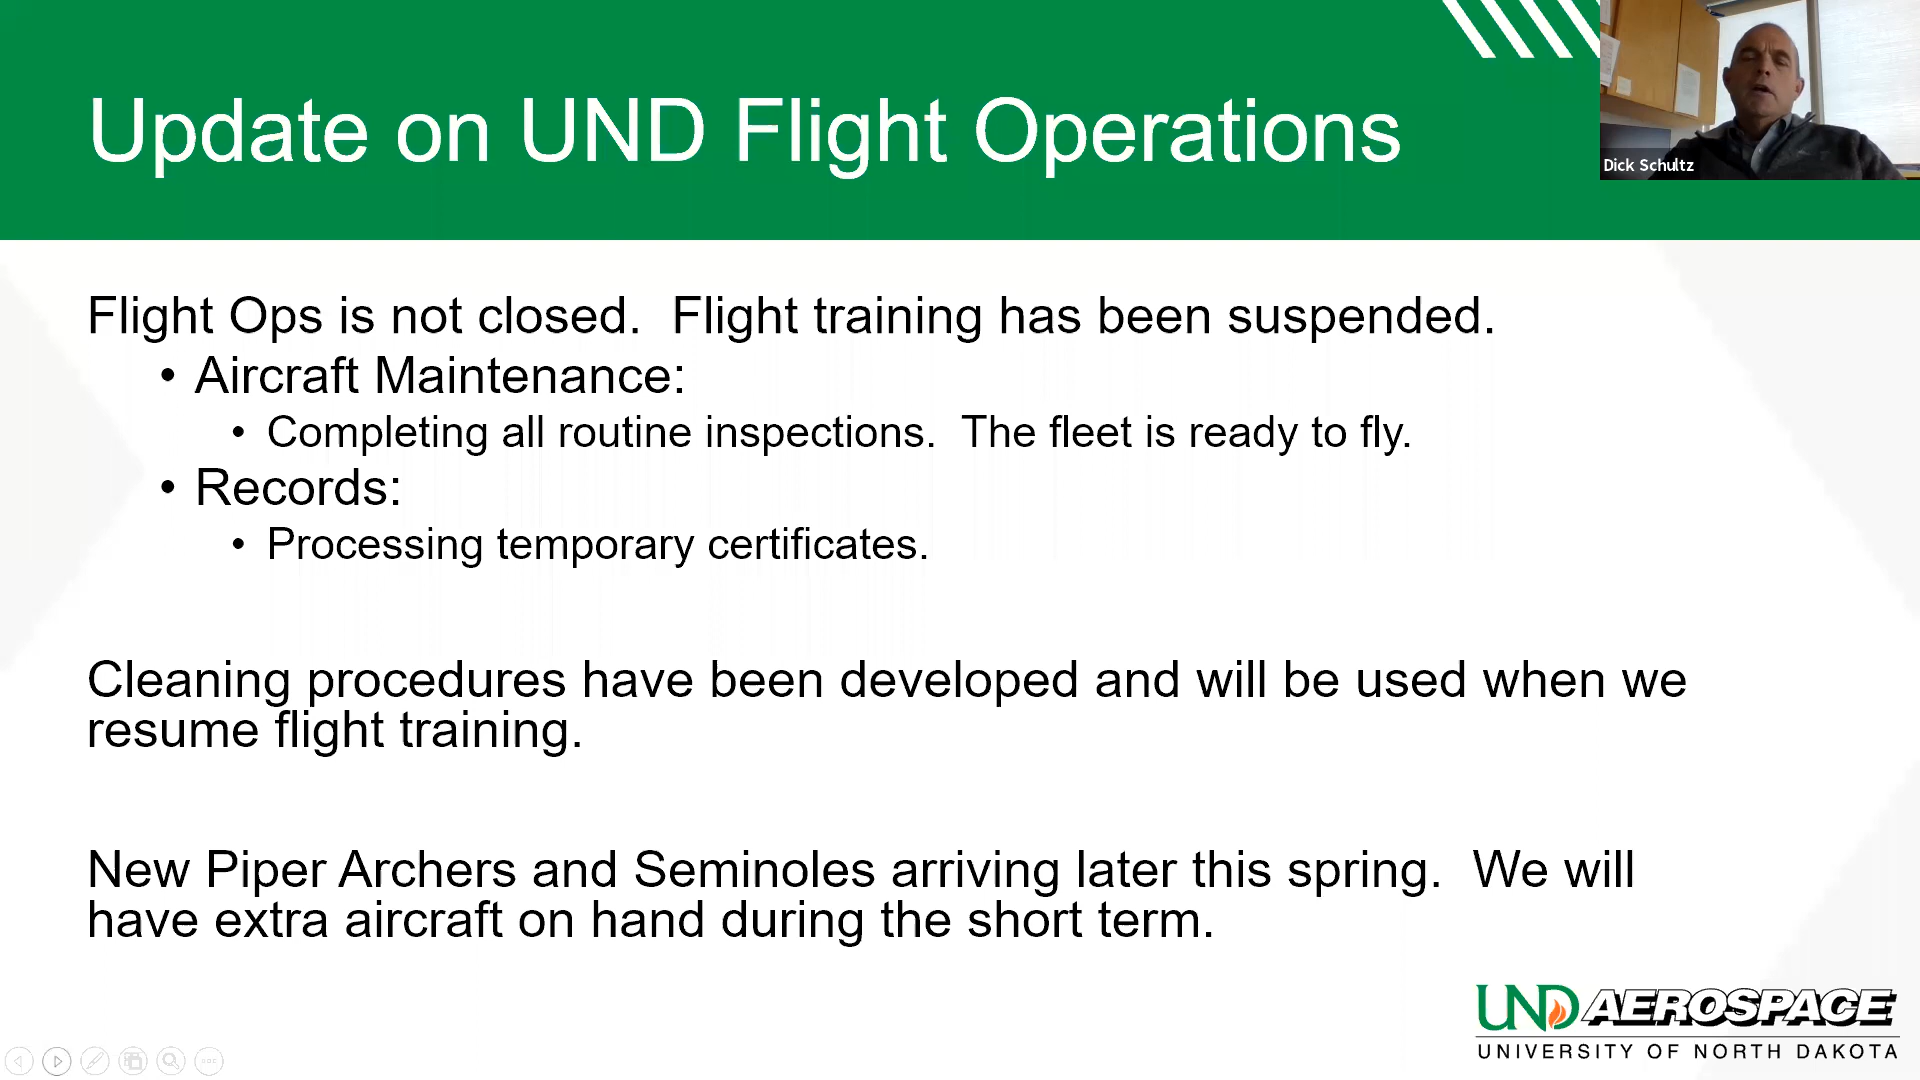 Update on UND Flight Operations
Dick Schultz
Flight Ops is not closed.  Flight training has been suspended.
• Aircraft Maintenance:
• Completing all routine inspections.  The fleet is ready to fly.
• Records:
• Processing temporary certificates.
Cleaning procedures have been developed and will be used when we
resume flight training.
New Piper Archers and Seminoles arriving later this spring.  We will
have extra aircraft on hand during the short term.
UND AEROSPACE
UNIVERSITY OF NORTH DAKOTA